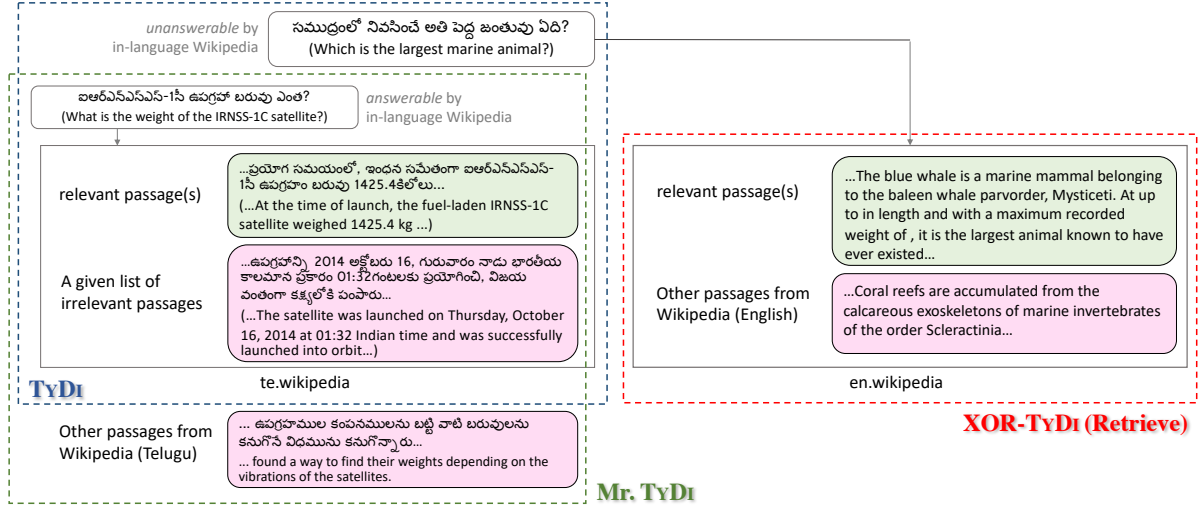 unanswerable by
in-language Wikipedia
సముద్రంలో నివసించే అతి పెద్ద జంతువు ఏది?
(Which is the largest marine animal?)
ఐఆర్ఎన్ఎస్ఎస్-1సీ ఉపగ్రహా బరువు ఎంత?
(What is the weight of the IRNSS-1C satellite?)
answerable by
in-language Wikipedia
relevant passage(s)
...ప్రయోగ సమయంలో, ఇంధన సమేతంగా ఐఆర్ఎన్ఎస్ఎస్-
1సీ ఉపగ్రహం బరువు 1425.4కిలోలు...
(...At the time of launch, the fuel-laden IRNSS-1C
satellite weighed 1425.4 kg ...)
A given list of
irrelevant passages
...ఉపగ్రహాన్ని 2014 అక్టోబరు 16, గురువారం నాడు భారతీయ
కాలమాన ప్రకారం 01:32గంటలకు ప్రయోగించి, విజయ
వంతంగా కక్ష్యలోకి పంపారు...
(...The satellite was launched on Thursday, October
16, 2014 at 01:32 Indian time and was successfully
launched into orbit...)
te.wikipedia
TYDI
Other passages from
Wikipedia (Telugu)
... ఉపగ్రహముల కంపనములను బట్టి వాటి బరువులను
కనుగొనే విధమును కనుగొన్నారు...
... found a way to find their weights depending on the
vibrations of the satellites.
Mr. TYDI
relevant passage(s)
...The blue whale is a marine mammal belonging
to the baleen whale parvorder, Mysticeti. At up
to in length and with a maximum recorded
weight of , it is the largest animal known to have
ever existed...
Other passages from
Wikipedia (English)
...Coral reefs are accumulated from the
calcareous exoskeletons of marine invertebrates
of the order Scleractinia...
en.wikipedia
XOR-TYDI (Retrieve)